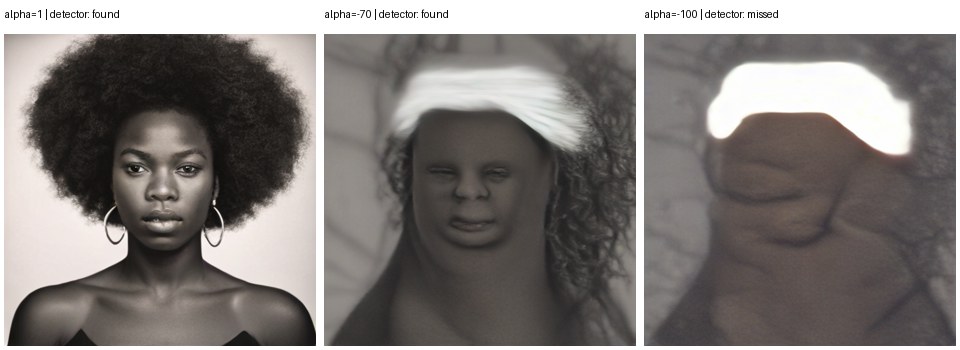 alpha=1 | detector: found
alpha=-70 | detector: found
alpha=-100 | detector: missed